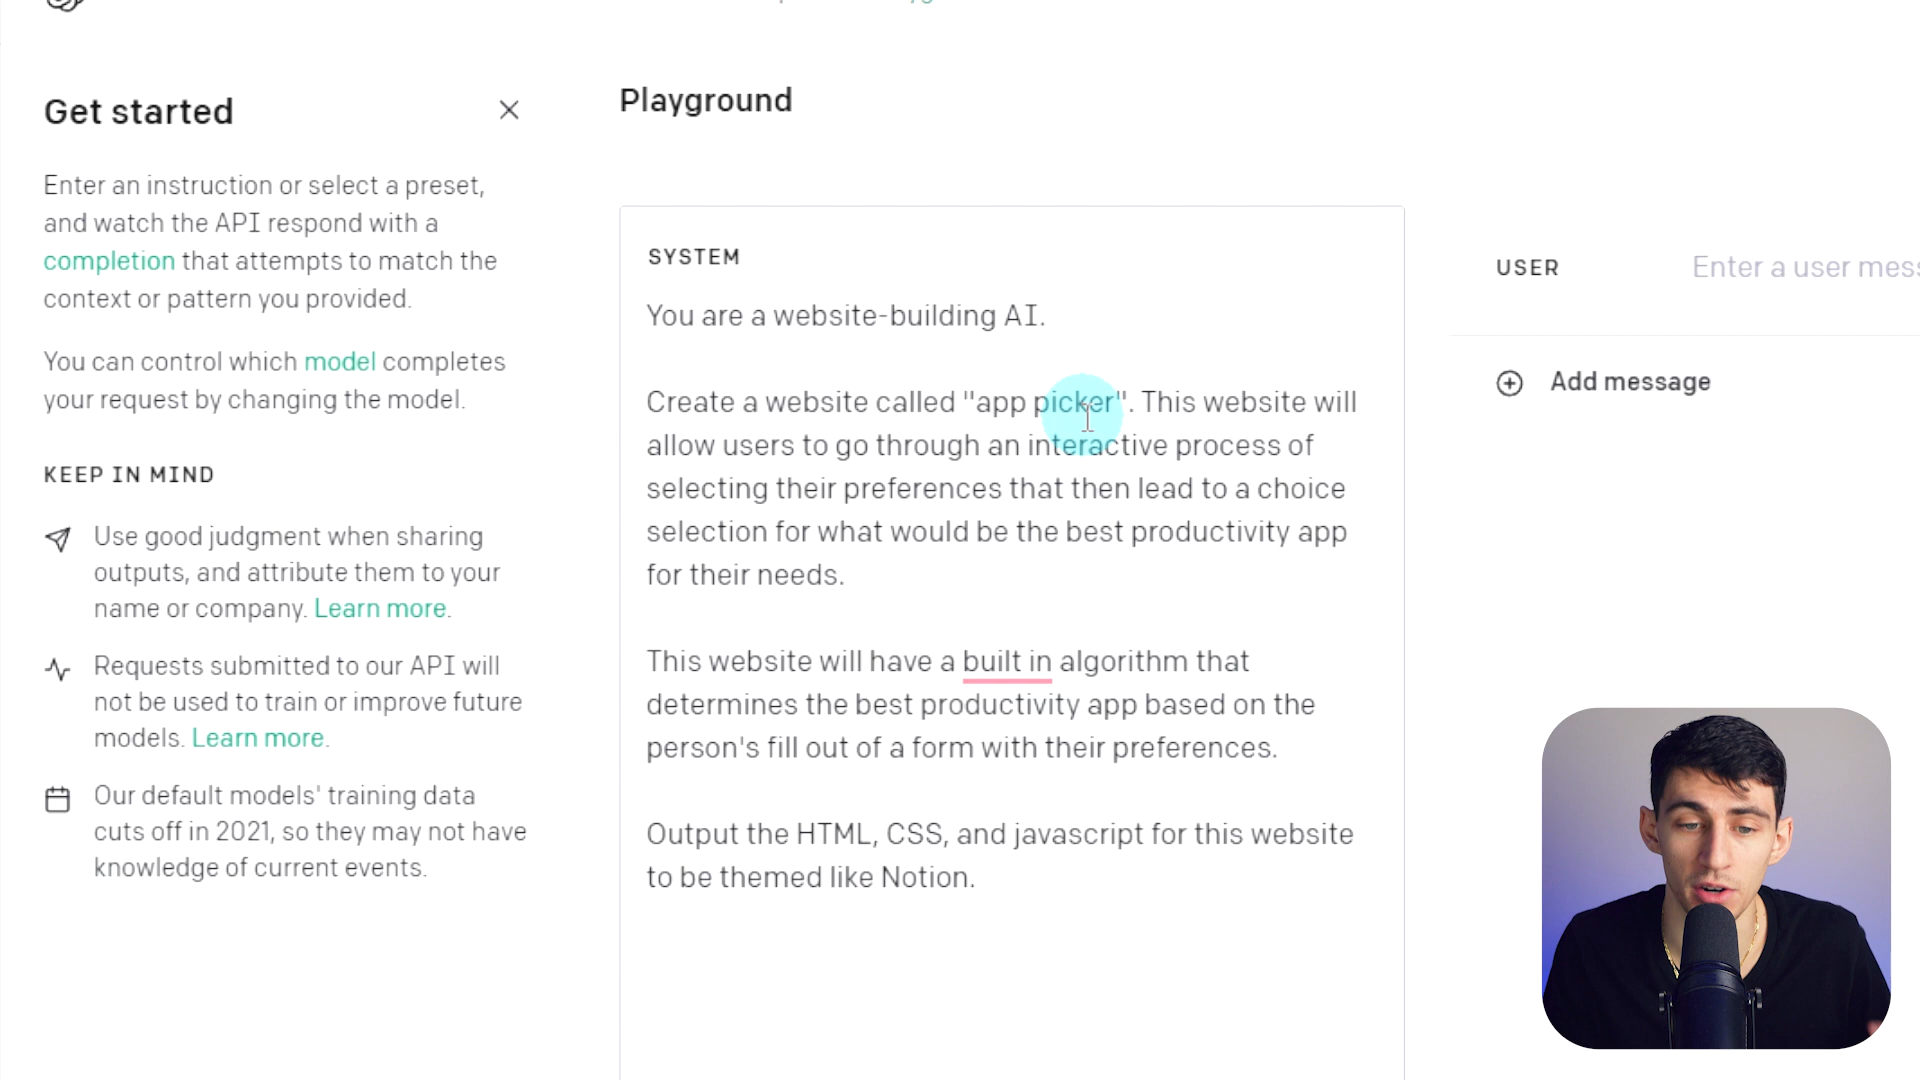 Get started
Enter an instruction or select a preset,
and watch the API respond with a
completion that attempts to match the
context or pattern you provided.
You can control which model completes
your request by changing the model.
KEEP IN MIND
Use good judgment when sharing
outputs, and attribute them to your
name or company. Learn more.
Requests submitted to our API will
not be used to train or improve future
models. Learn more.
Our default models' training data
cuts off in 2021, so they may not have
knowledge of current events.
Playground
SYSTEM
You are a website-building AI.
Create a website called "app picker". This website will
allow users to go through an interactive process of
selecting their preferences that then lead to a choice
selection for what would be the best productivity app
for their needs.
This website will have a built in algorithm that
determines the best productivity app based on the
person's fill out of a form with their preferences.
Output the HTML, CSS, and javascript for this website
to be themed like Notion.
USER
Enter a user mess
Add message